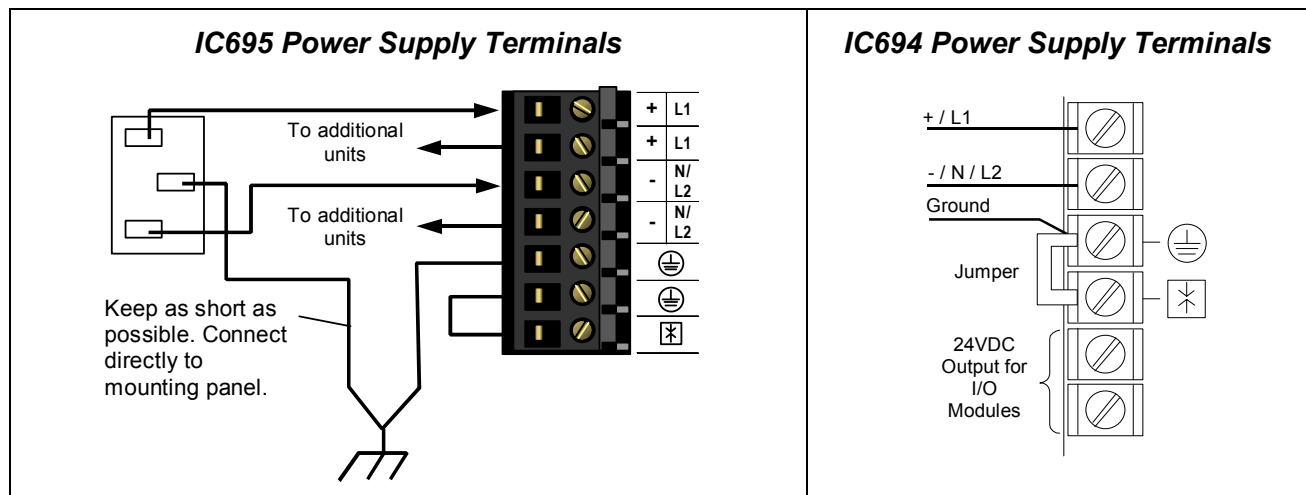 IC695 Power Supply Terminals
To additional
units
To additional
units
Keep as short as
possible. Connect
directly to
mounting panel.
+ L1
+ L1
- N/
L2
- N/
L2
IC694 Power Supply Terminals
+ / L1
- / N / L2
Ground
Jumper
24VDC
Output for
I/O
Modules